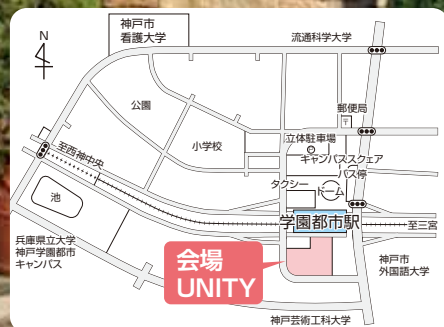 神戸市
看護大学
流通科学大学
N
公園
郵便局
〒
小学校
立体駐車場
P
キャンパススクェア
バス停
至西神中央
タクシー
ドーム
池
学園都市駅
至三宮
兵庫県立大学
神戸学園都市
キャンパス
会場
UNITY
神戸市
外国語大学
神戸芸術工科大学